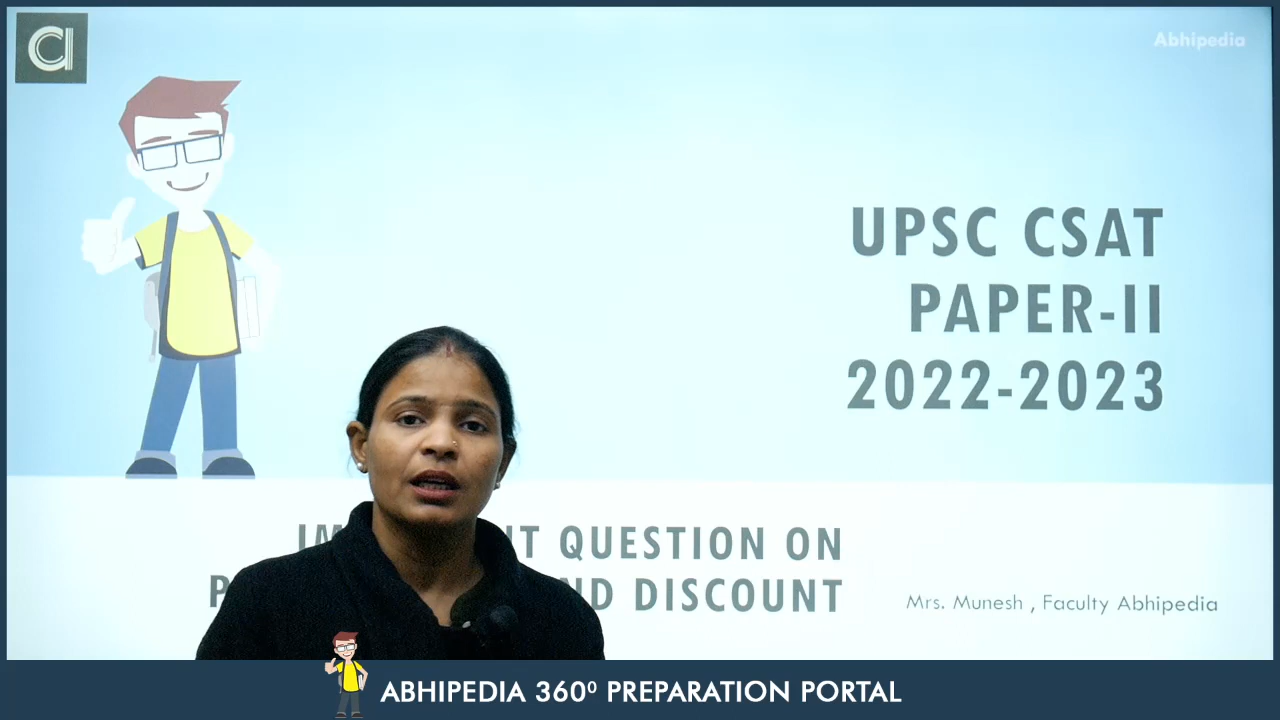 Abhipedia
UPSC CSAT
PAPER-II
2022-2023
QUESTION ON
DISCOUNT
Mrs. Munesh , Faculty Abhipedia
ABHIPEDIA 360⁰ PREPARATION PORTAL